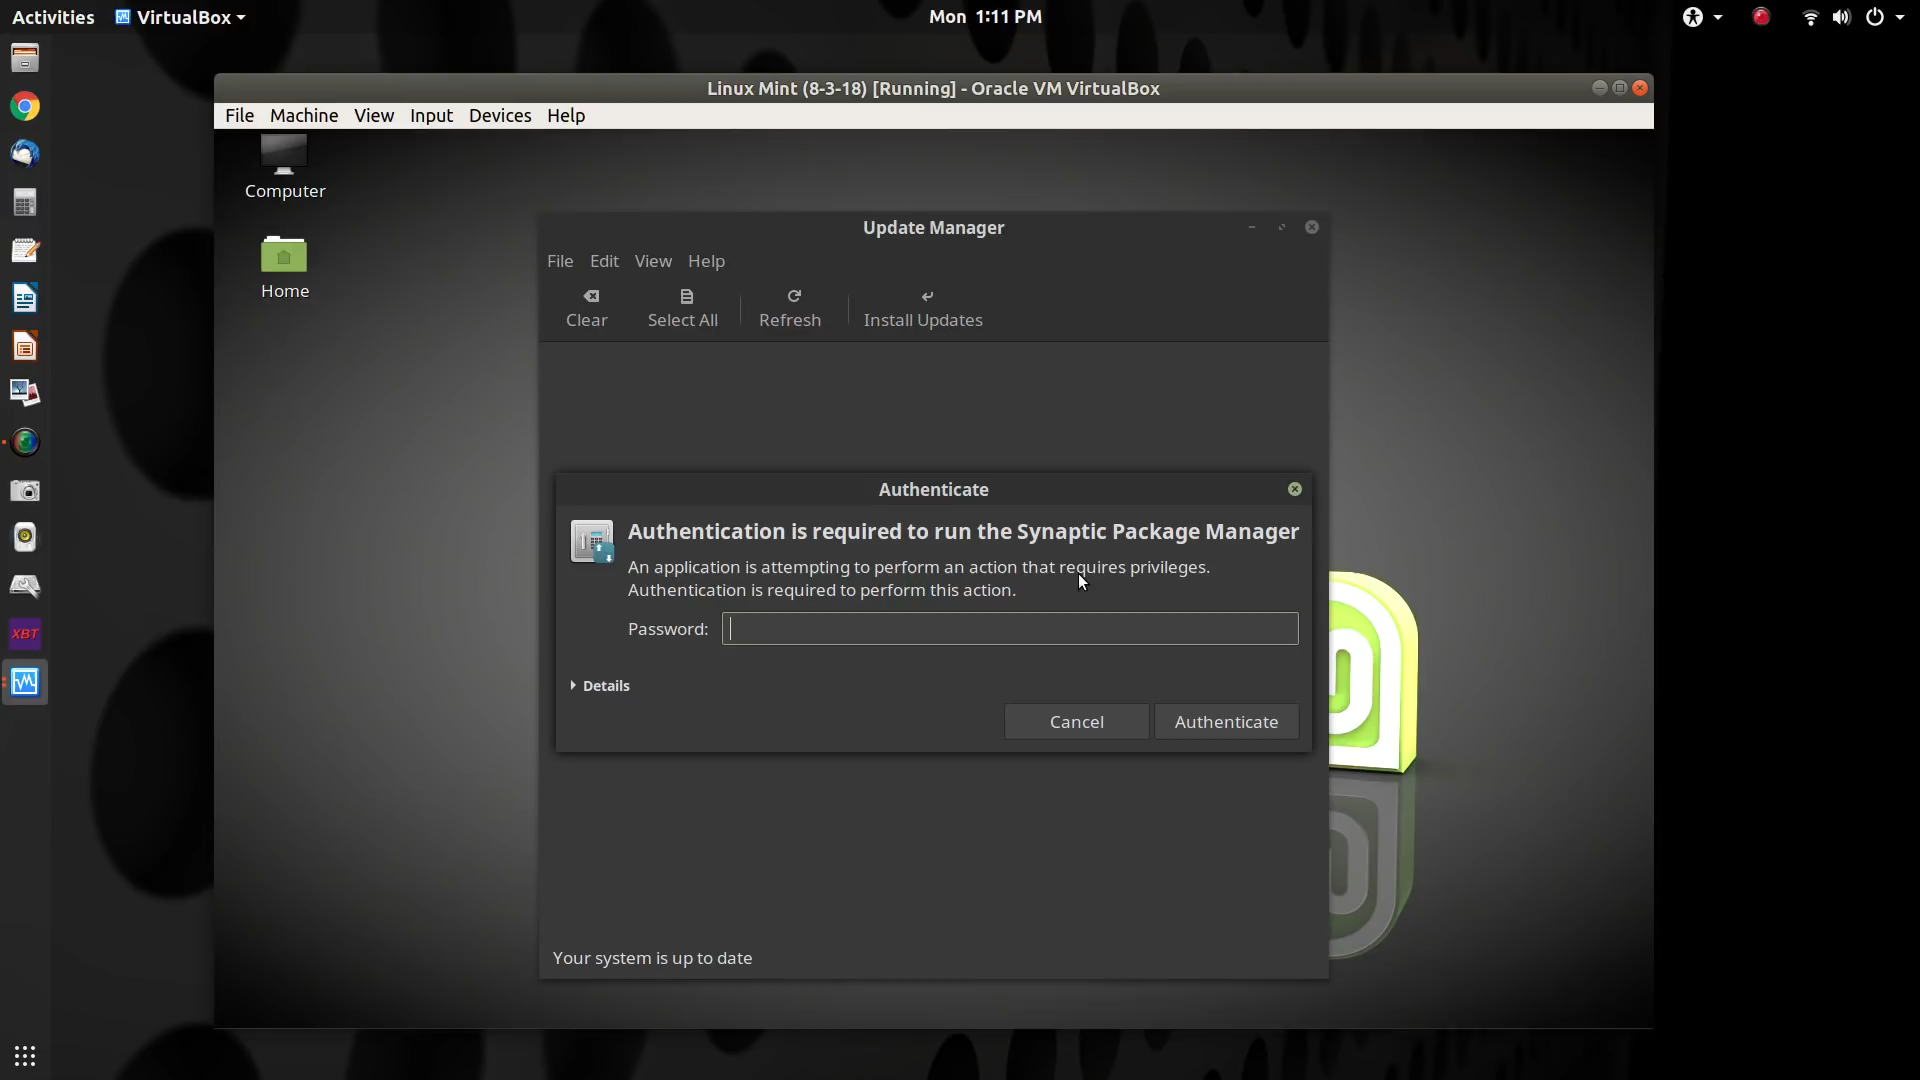 Activities VirtualBox Mon 1:11 PM
Linux Mint (8-3-18) [Running] - Oracle VM VirtualBox
File Machine View Input Devices Help
Computer
Home
Update Manager
File Edit View Help
Clear Select All Refresh Install Updates
Authenticate
Authentication is required to run the Synaptic Package Manager
An application is attempting to perform an action that requires privileges.
Authentication is required to perform this action.
Password:
Details
Cancel Authenticate
Your system is up to date
XBT